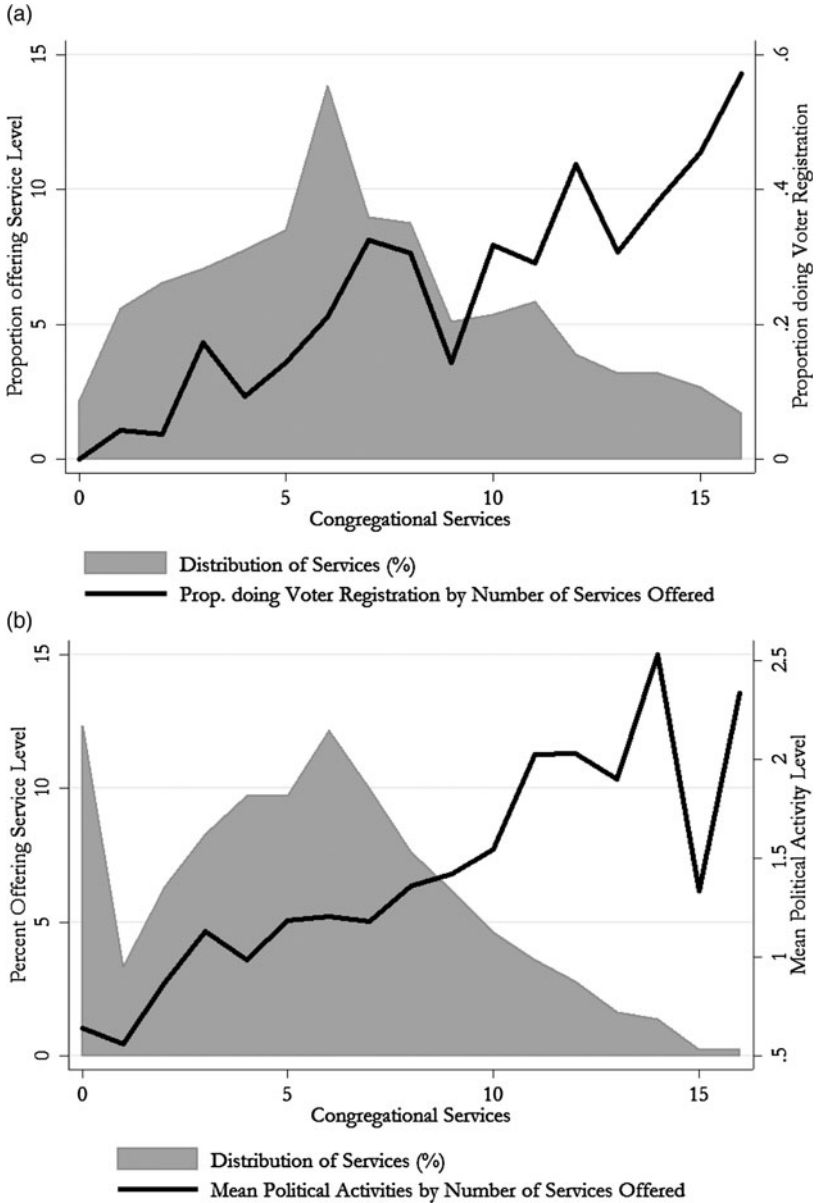 (a)
15
10
5
0
Proportion offering Service Level
.6
.4
.2
0
Proportion doing Voter Registration
0
5
10
15
Congregational Services
Distribution of Services (%)
Prop. doing Voter Registration by Number of Services Offered
(b)
15
10
5
0
Percent Offering Service Level
2.5
2
1.5
1
.5
Mean Political Activity Level
0
5
10
15
Congregational Services
Distribution of Services (%)
Mean Political Activities by Number of Services Offered